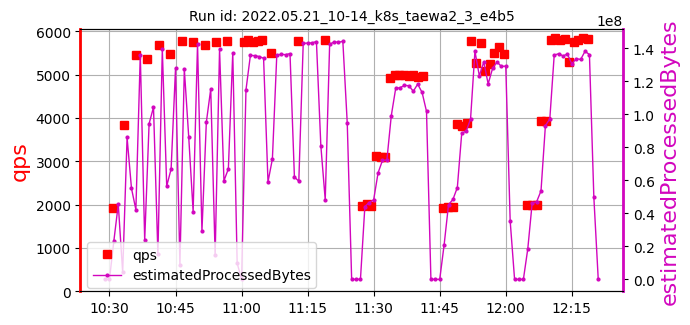 Run id: 2022.05.21_10-14_k8s_taewa2_3_e4b5
1e8
6000
5000
4000
3000
2000
1000
0
qps
1.4
1.2
1.0
0.8
0.6
0.4
0.2
0.0
estimatedProcessedBytes
qps
estimatedProcessedBytes
10:30 10:45 11:00 11:15 11:30 11:45 12:00 12:15